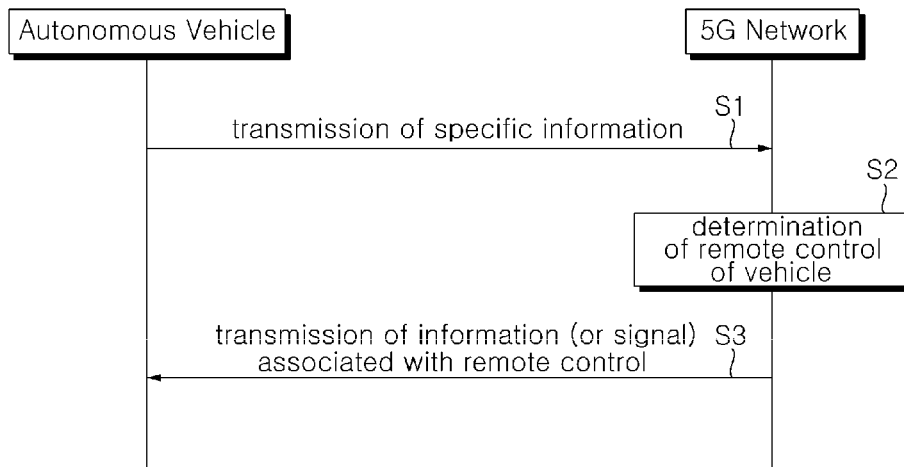 Autonomous Vehicle
5G Network
S1
transmission of specific information
S2
determination
of remote control
of vehicle
transmission of information (or signal)
associated with remote control
S3